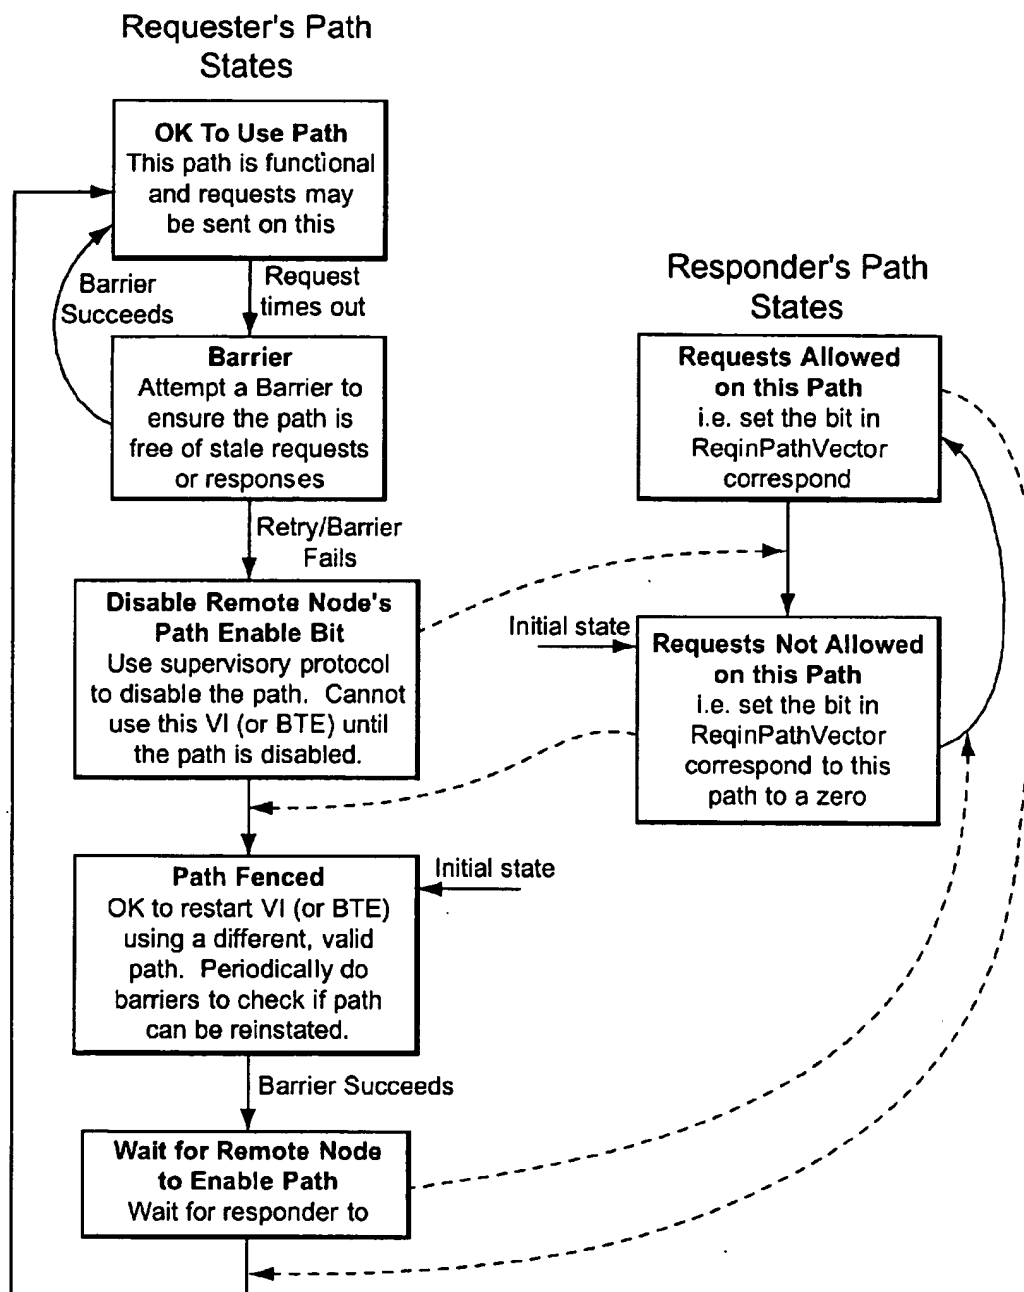 Requester's Path
States
OK To Use Path
This path is functional
and requests may
be sent on this
Barrier
Succeeds
Request
times out
Barrier
Attempt a Barrier to
ensure the path is
free of stale requests
or responses
Retry/Barrier
Fails
Disable Remote Node's
Path Enable Bit
Use supervisory protocol
to disable the path. Cannot
use this VI (or BTE) until
the path is disabled.
Path Fenced
OK to restart VI (or BTE)
using a different, valid
path. Periodically do
barriers to check if path
can be reinstated.
Initial state
Barrier Succeeds
Wait for Remote Node
to Enable Path
Wait for responder to
Responder's Path
States
Requests Allowed
on this Path
i.e. set the bit in
ReqinPathVector
correspond
Initial state
Requests Not Allowed
on this Path
i.e. set the bit in
ReqinPathVector
correspond to this
path to a zero